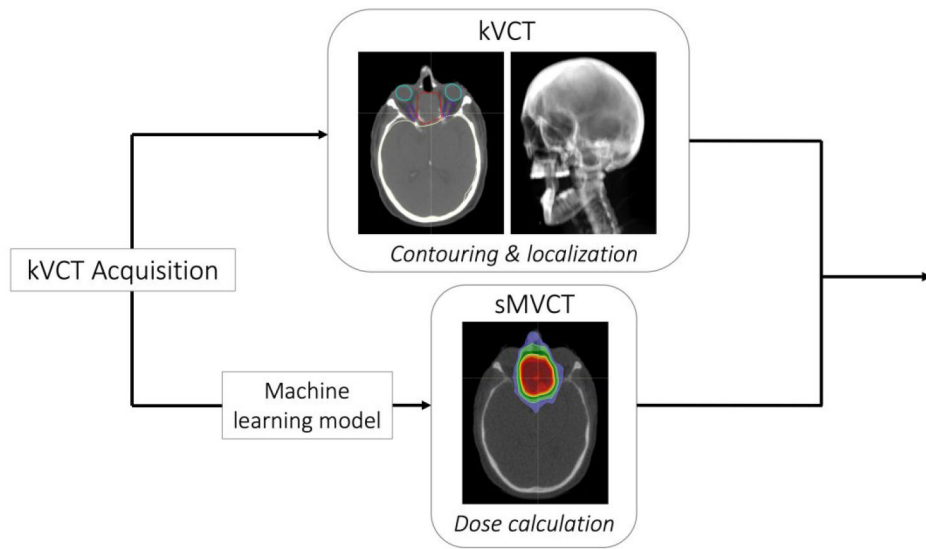 kVCT
Contouring & localization
kVCT Acquisition
sMVCT
Machine
learning model
Dose calculation